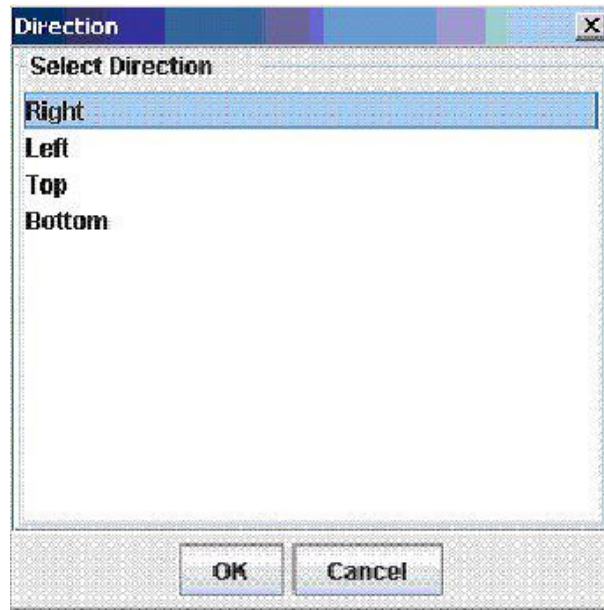 Direction
Select Direction
Right
Left
Top
Bottom
OK Cancel